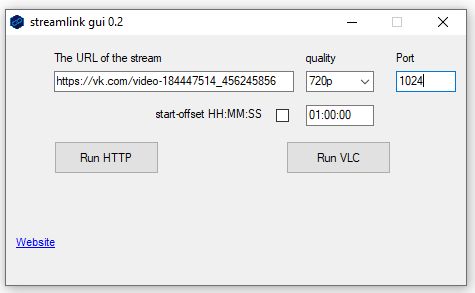 streamlink gui 0.2
The URL of the stream quality Port
https://vk.com/video-184447514_456245856 720p 1024
start-offset HH:MM:SS 01:00:00
Run HTTP Run VLC
Website